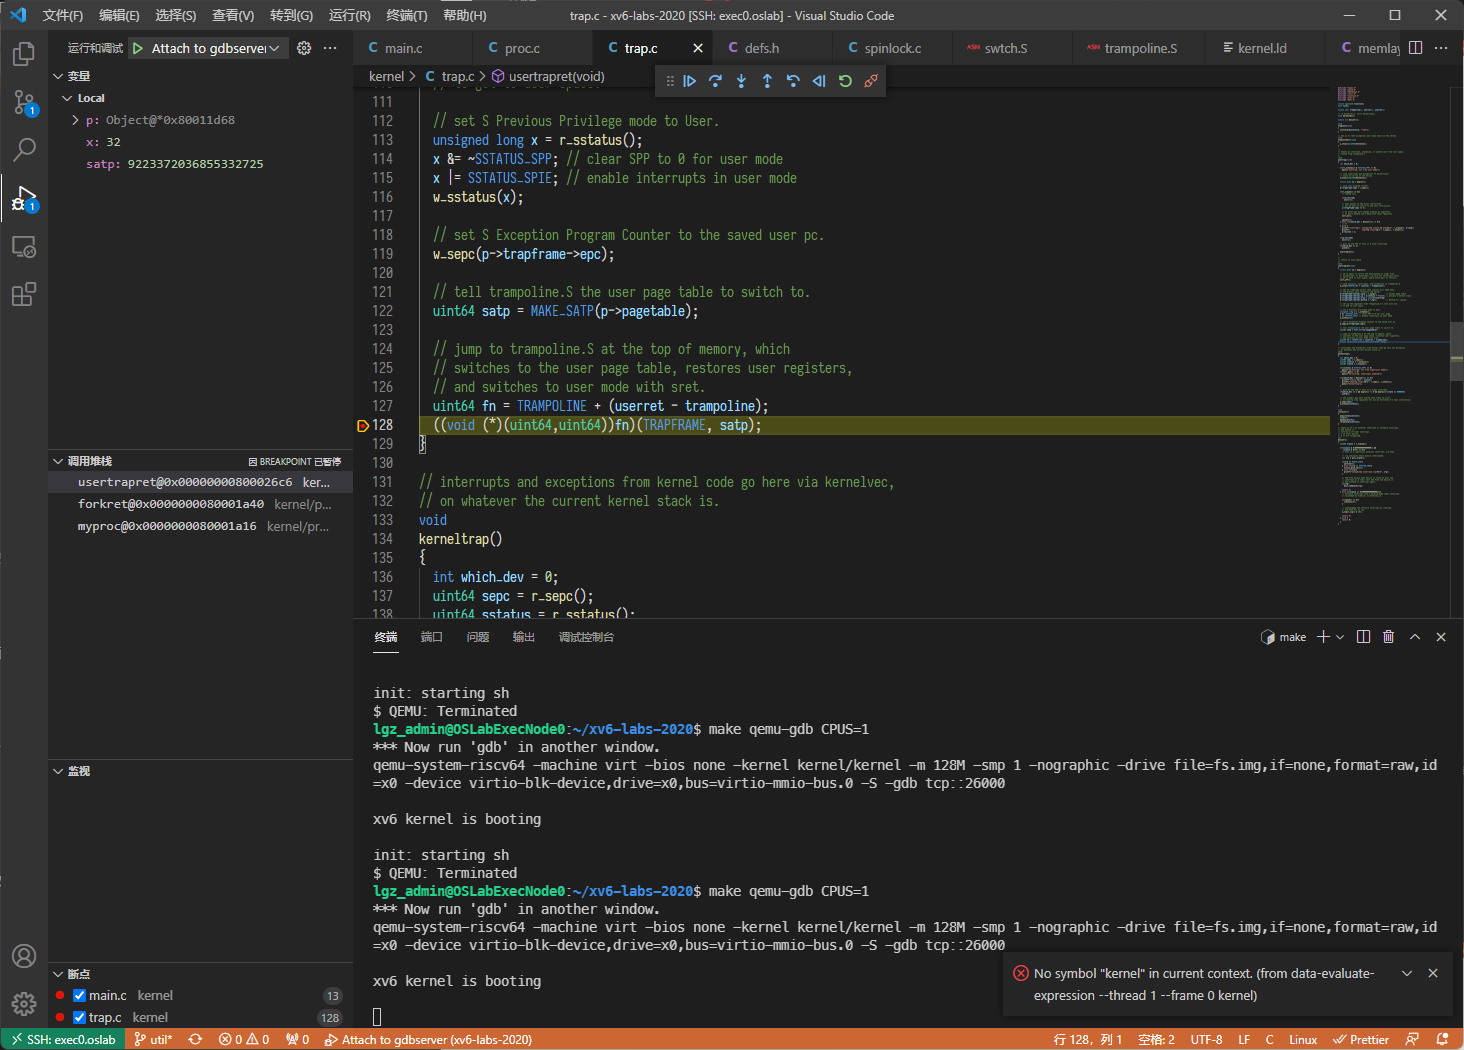 文件(F) 编辑(E) 选择(S) 查看(V) 转到(G) 运行(R) 终端(T) 帮助(H) trap.c - xv6-labs-2020 [SSH: exec0.oslab] - Visual Studio Code
运行和调试 Attach to gdbserver
main.c proc.c trap.c defs.h spinlock.c ASM swtch.S ASM trampoline.S kernel.ld memlay
kernel > C trap.c > usertrapret(void)
变量
Local
p: Object@*0x80011d68
x: 32
satp: 9223372036855332725
111
112 // set S Previous Privilege mode to User.
113 unsigned long x = r_sstatus();
114 x &= ~SSTATUS_SPP; // clear SPP to 0 for user mode
115 x |= SSTATUS_SPIE; // enable interrupts in user mode
116 w_sstatus(x);
117
118 // set S Exception Program Counter to the saved user pc.
119 w_sepc(p->trapframe->epc);
120
121 // tell trampoline.S the user page table to switch to.
122 uint64 satp = MAKE_SATP(p->pagetable);
123
124 // jump to trampoline.S at the top of memory, which
125 // switches to the user page table, restores user registers,
126 // and switches to user mode with sret.
127 uint64 fn = TRAMPOLINE + (userret - trampoline);
128 ((void (*)(uint64,uint64))fn)(TRAPFRAME, satp);
129 }
130
131 // interrupts and exceptions from kernel code go here via kernelvec,
132 // on whatever the current kernel stack is.
133 void
134 kerneltrap()
135 {
136 int which_dev = 0;
137 uint64 sepc = r_sepc();
138 uint64 sstatus = r_sstatus();
调用堆栈 因 BREAKPOINT 已暂停
usertrapret@0x00000000800026c6 ker...
forkret@0x0000000080001a40 kernel/p...
myproc@0x0000000080001a16 kernel/pr...
监视
断点
main.c kernel 13
trap.c kernel 128
终端 端口 问题 输出 调试控制台 make
init: starting sh
$ QEMU: Terminated
lgz_admin@OSLabExecNode0:~/xv6-labs-2020$ make qemu-gdb CPUS=1
*** Now run 'gdb' in another window.
qemu-system-riscv64 -machine virt -bios none -kernel kernel/kernel -m 128M -smp 1 -nographic -drive file=fs.img,if=none,format=raw,id
=x0 -device virtio-blk-device,drive=x0,bus=virtio-mmio-bus.0 -S -gdb tcp::26000
xv6 kernel is booting
init: starting sh
$ QEMU: Terminated
lgz_admin@OSLabExecNode0:~/xv6-labs-2020$ make qemu-gdb CPUS=1
*** Now run 'gdb' in another window.
qemu-system-riscv64 -machine virt -bios none -kernel kernel/kernel -m 128M -smp 1 -nographic -drive file=fs.img,if=none,format=raw,id
=x0 -device virtio-blk-device,drive=x0,bus=virtio-mmio-bus.0 -S -gdb tcp::26000
xv6 kernel is booting
No symbol "kernel" in current context. (from data-evaluate-
expression --thread 1 --frame 0 kernel)
SSH: exec0.oslab util* 0 0 0 Attach to gdbserver (xv6-labs-2020) 行 128, 列 1 空格: 2 UTF-8 LF C Linux Prettier